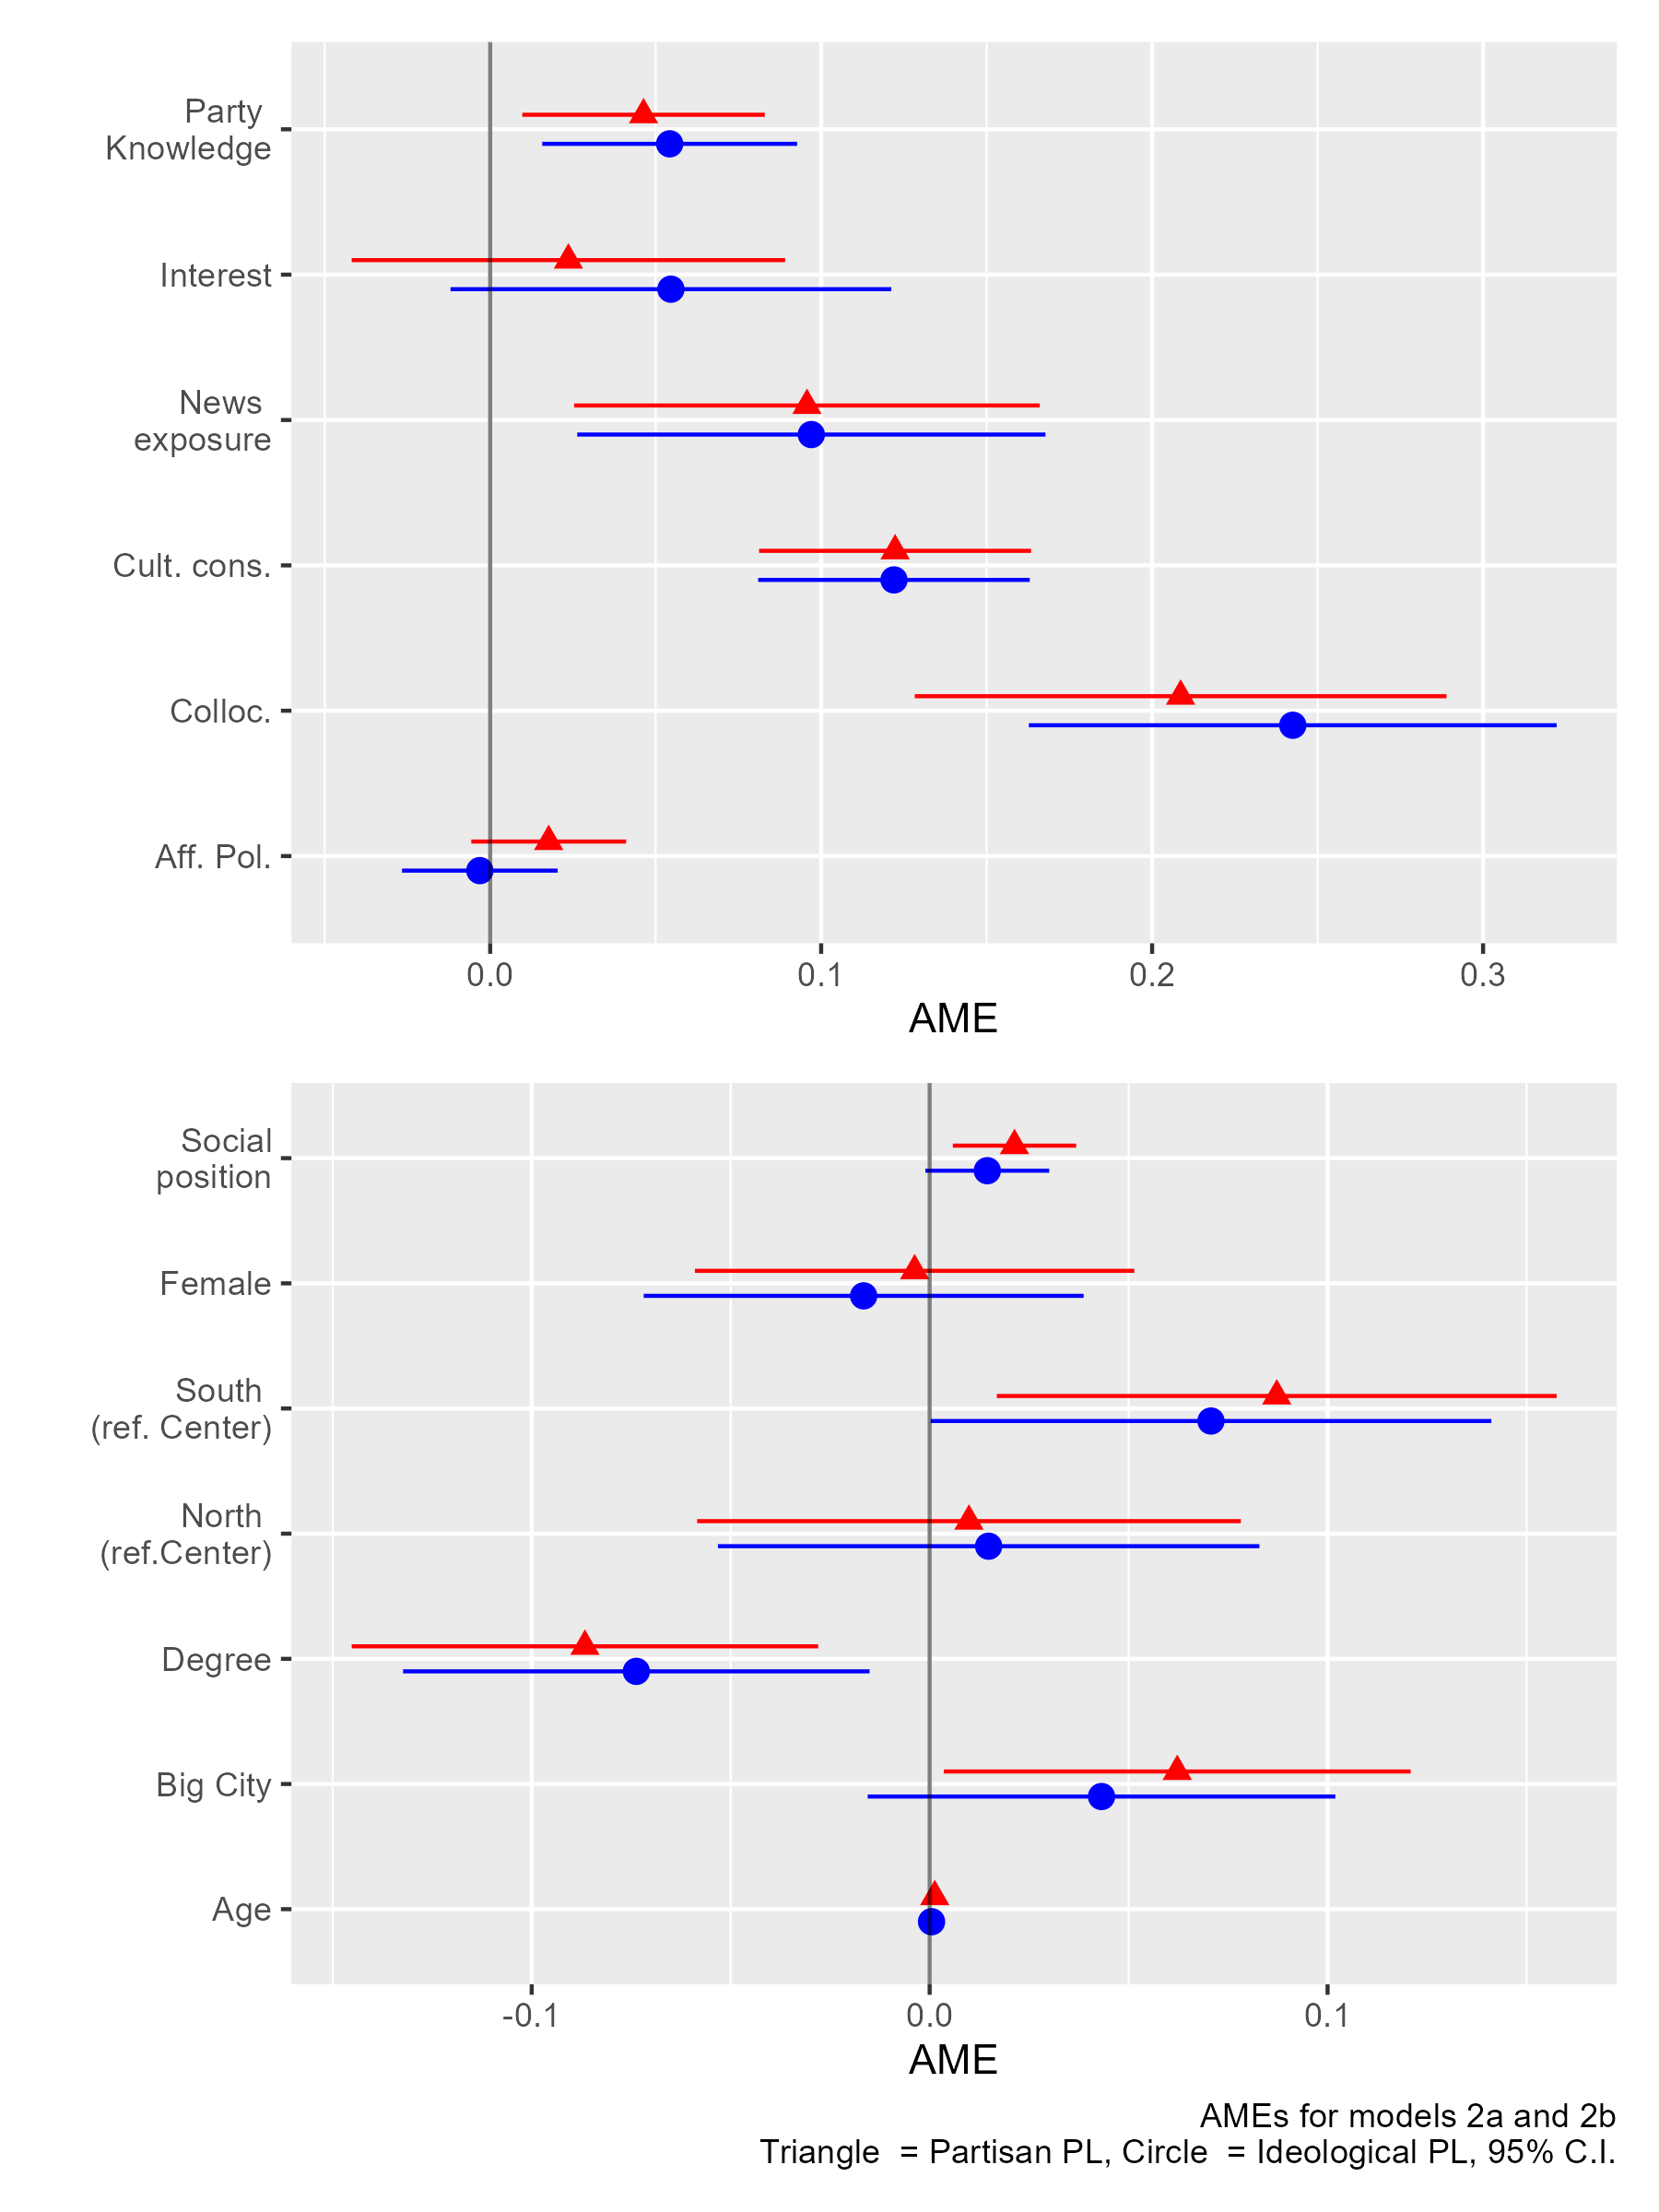 Party
Knowledge
Interest
News
exposure
Cult. cons.
Colloc.
Aff. Pol.
0.0 0.1 0.2 0.3
AME
Social
position
Female
South
(ref. Center)
North
(ref.Center)
Degree
Big City
Age
-0.1 0.0 0.1
AME
AMEs for models 2a and 2b
Triangle = Partisan PL, Circle = Ideological PL, 95% C.I.